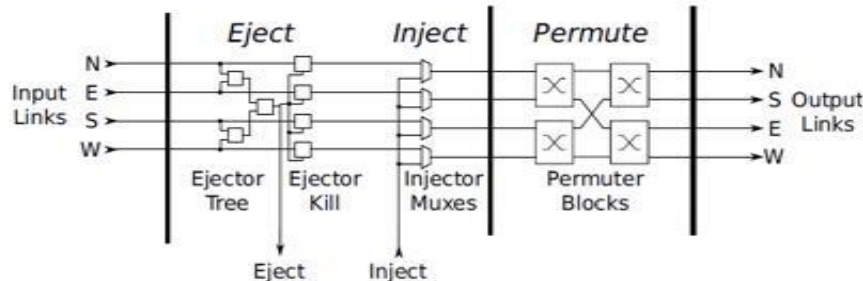 Eject Inject Permute
N N
Input E S Output
Links S E Links
W W
Ejector Ejector Injector Permuter
Tree Kill Muxes Blocks
Eject Inject